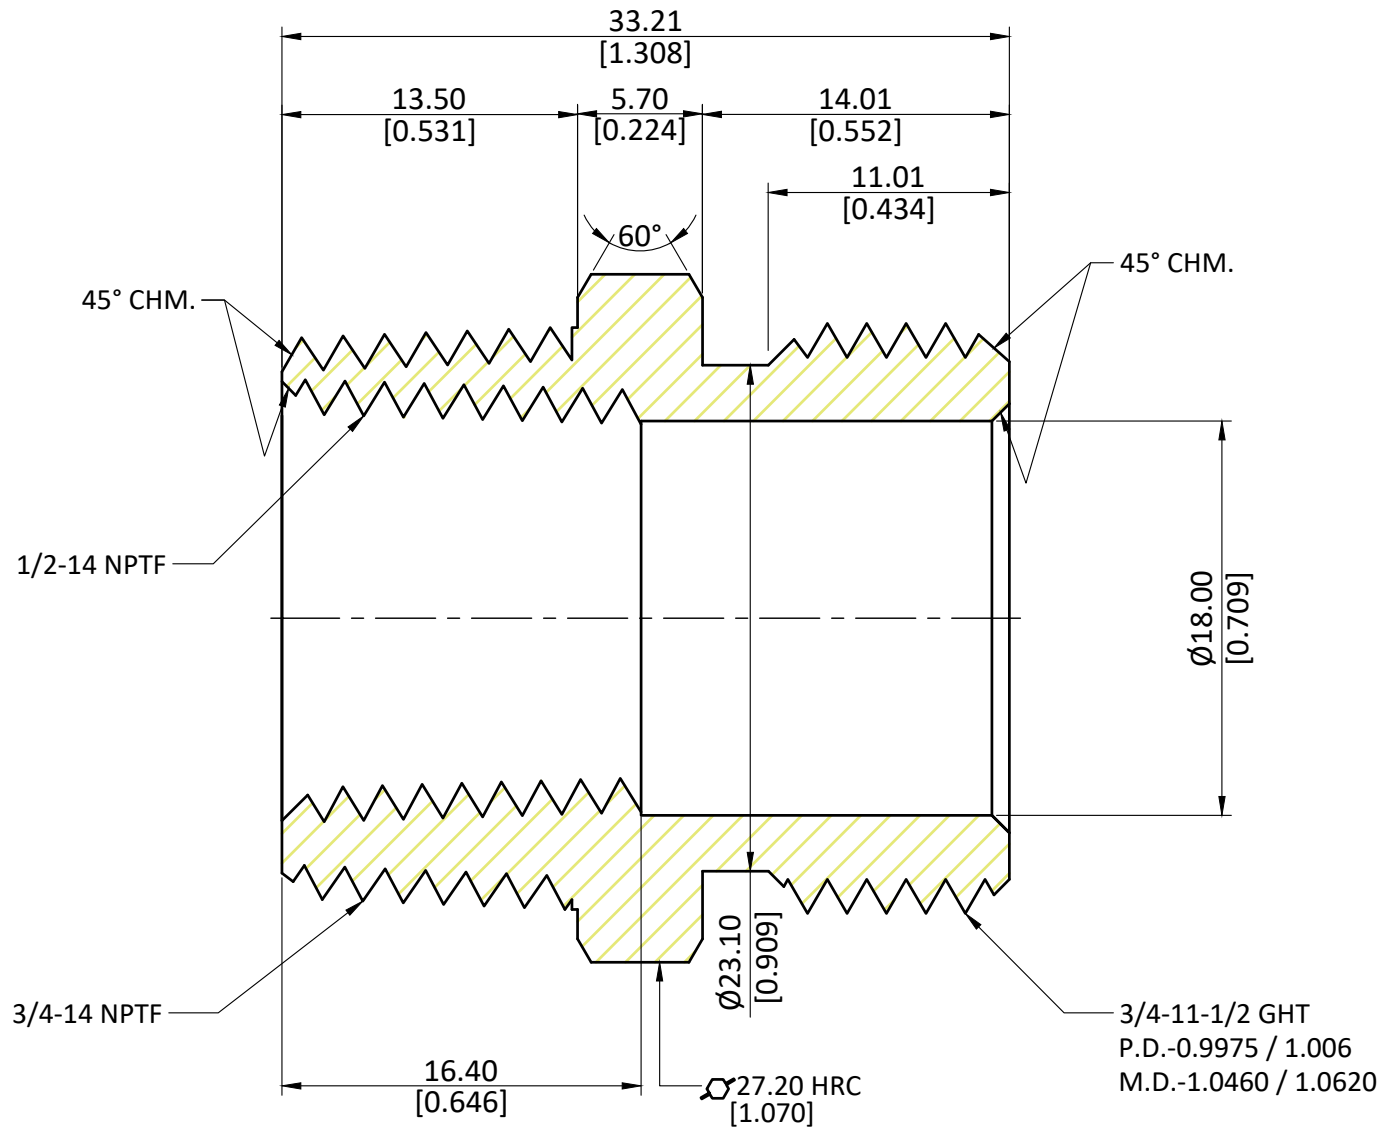 33.21
[1.308]
13.50
[0.531]
5.70
[0.224]
14.01
[0.552]
11.01
[0.434]
60°
45° CHM.
45° CHM.
1/2-14 NPTF
Ø18.00
[0.709]
Ø23.10
[0.909]
3/4-14 NPTF
3/4-11-1/2 GHT
P.D.-0.9975 / 1.006
M.D.-1.0460 / 1.0620
16.40
[0.646]
27.20 HRC
[1.070]